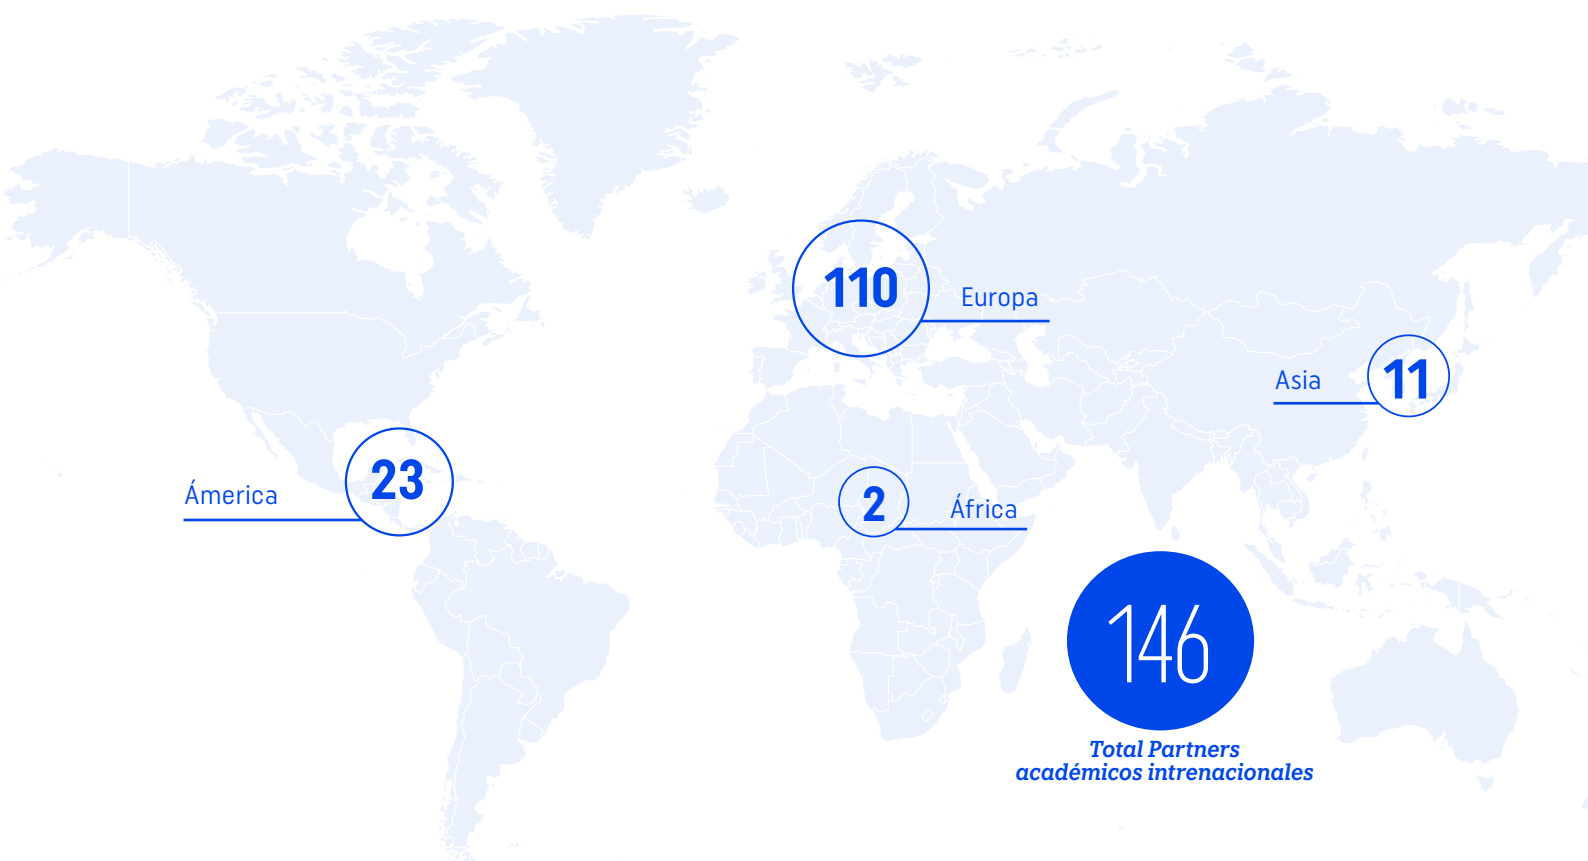 110
Europa
Asia
11
23
Ámerica
2
África
146
Total Partners
académicos intrenacionales